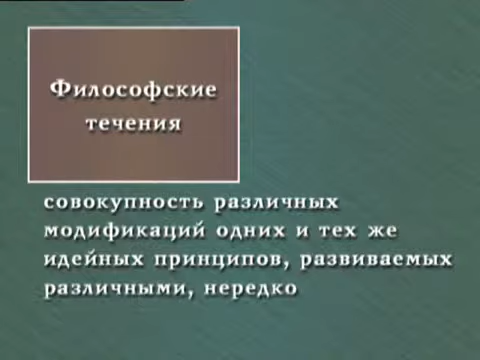 Философские
течения
совокупность различных
модификаций одних и тех же
идейных принципов, развиваемых
различными, нередко